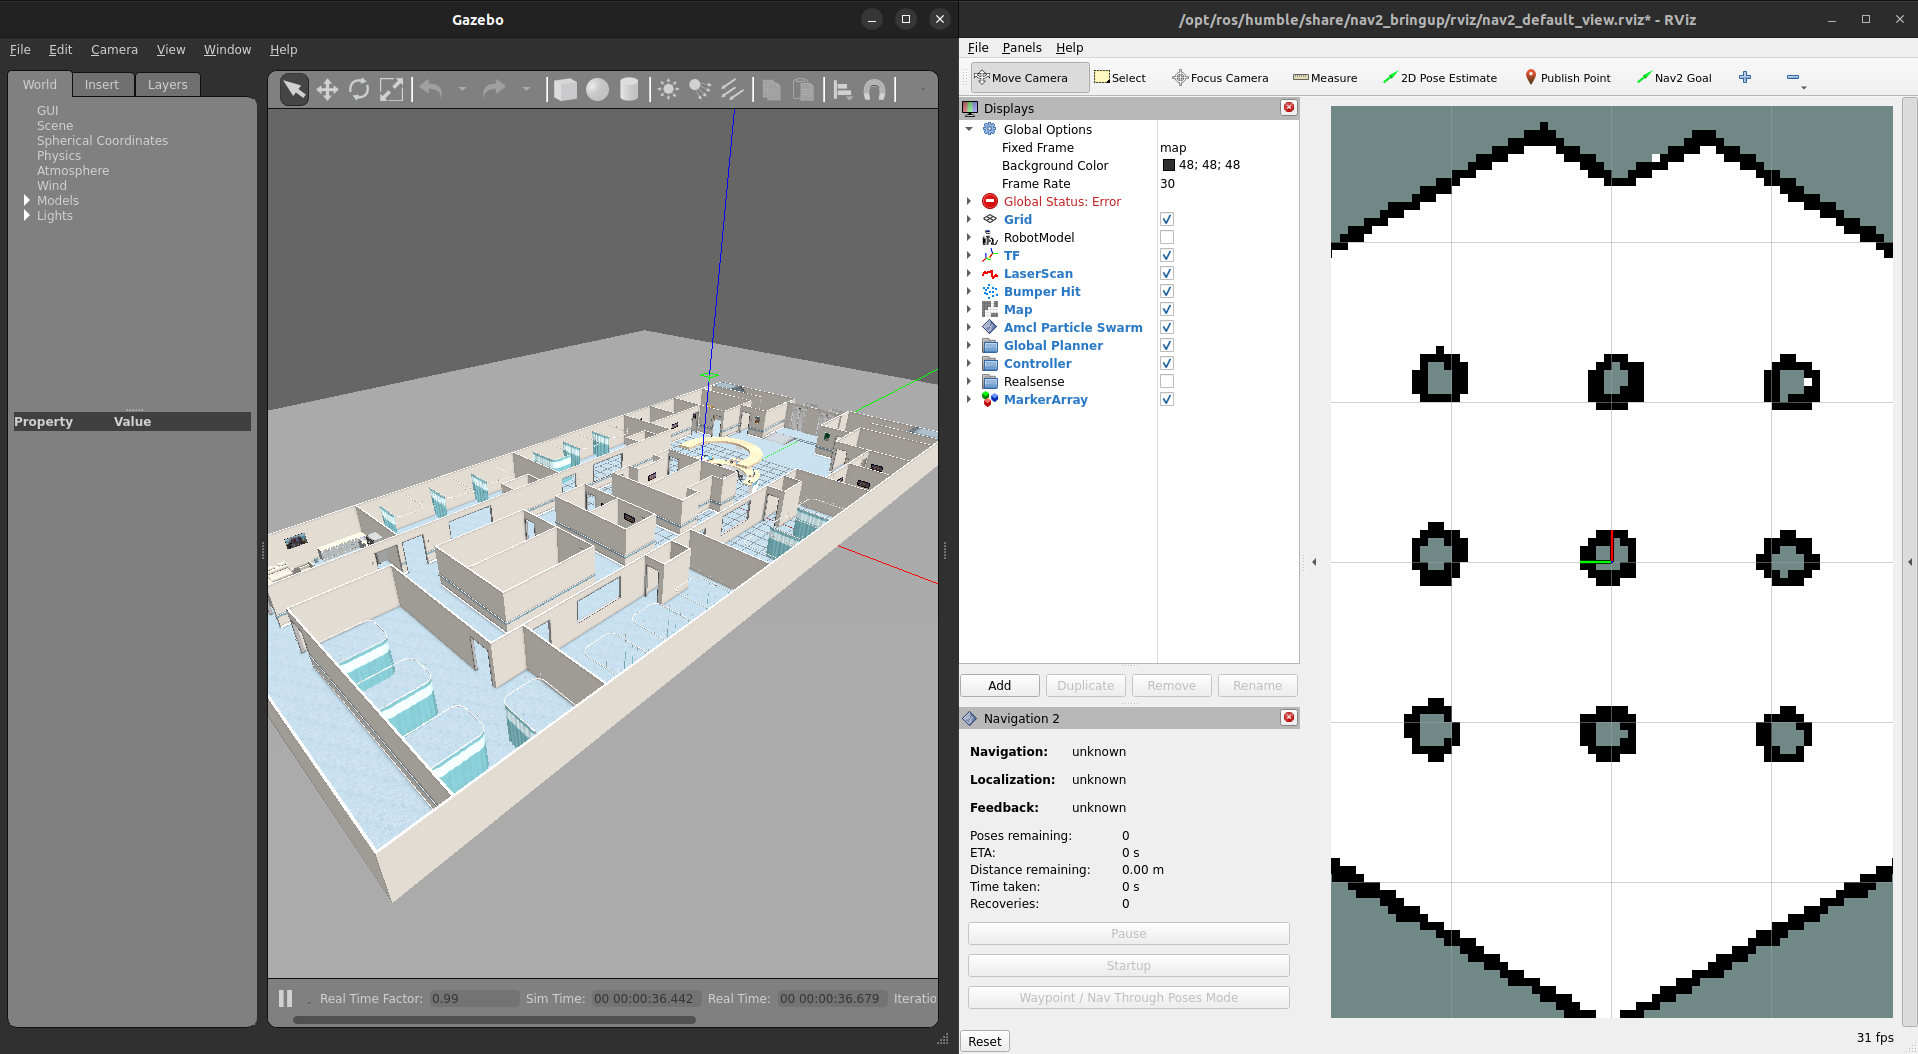 Gazebo
File Edit Camera View Window Help
World Insert Layers
GUI
Scene
Spherical Coordinates
Physics
Atmosphere
Wind
Models
Lights
Property Value
Real Time Factor: 0.99 Sim Time: 00 00:00:36.442 Real Time: 00 00:00:36.679 Iteratio
/opt/ros/humble/share/nav2_bringup/rviz/nav2_default_view.rviz* - RViz
File Panels Help
Move Camera Select Focus Camera Measure 2D Pose Estimate Publish Point Nav2 Goal
Displays
Global Options
Fixed Frame map
Background Color 48; 48; 48
Frame Rate 30
Global Status: Error
Grid
RobotModel
TF
LaserScan
Bumper Hit
Map
Amcl Particle Swarm
Global Planner
Controller
Realsense
MarkerArray
Add Duplicate Remove Rename
Navigation 2
Navigation: unknown
Localization: unknown
Feedback: unknown
Poses remaining: 0
ETA: 0 s
Distance remaining: 0.00 m
Time taken: 0 s
Recoveries: 0
Pause
Startup
Waypoint / Nav Through Poses Mode
Reset
31 fps